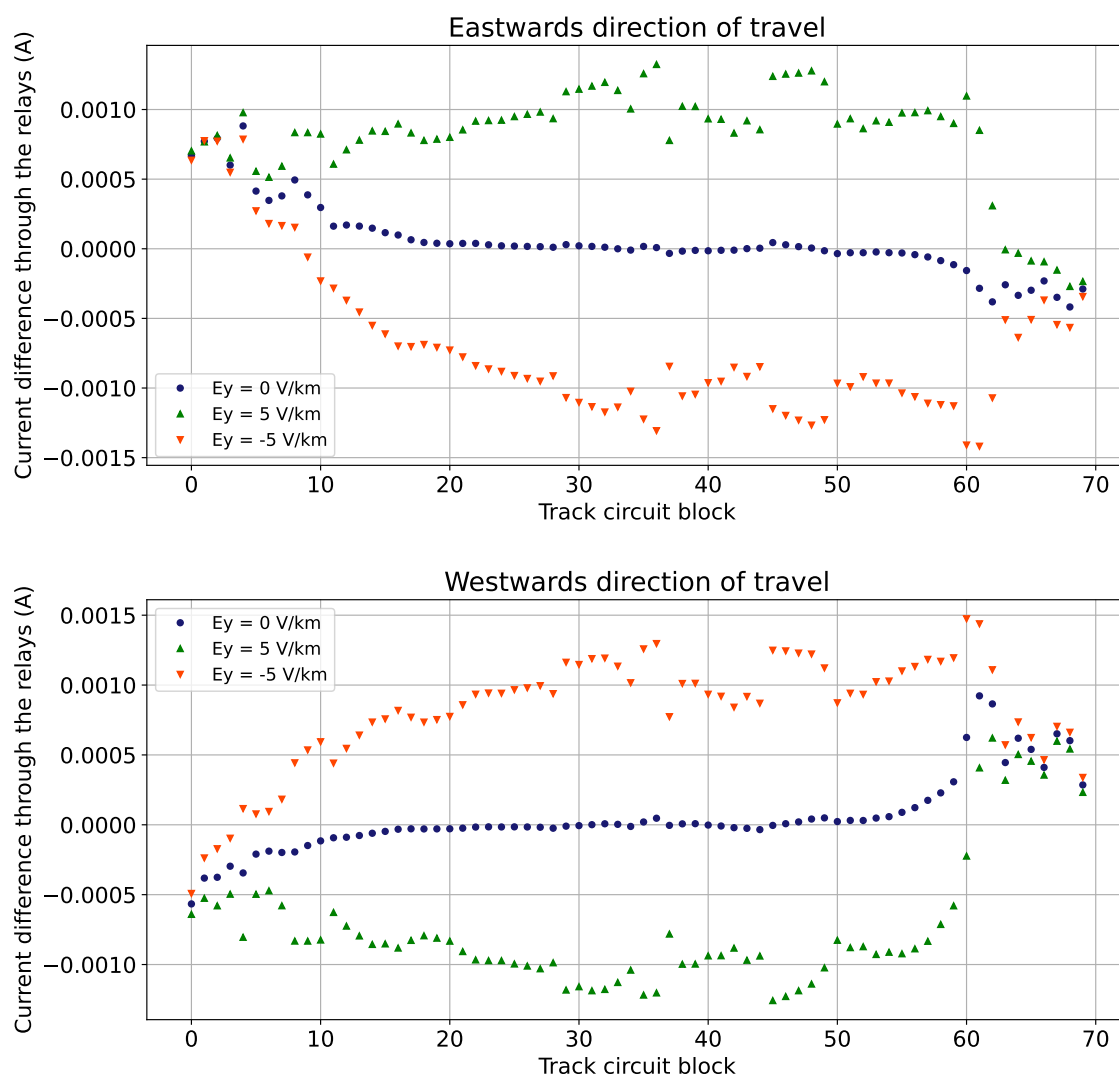 Eastwards direction of travel
Current difference through the relays (A)
0.0010
0.0005
0.0000
−0.0005
−0.0010
−0.0015
Ey = 0 V/km
Ey = 5 V/km
Ey = -5 V/km
0 10 20 30 40 50 60 70
Track circuit block
Westwards direction of travel
Current difference through the relays (A)
0.0015
0.0010
0.0005
0.0000
−0.0005
−0.0010
Ey = 0 V/km
Ey = 5 V/km
Ey = -5 V/km
0 10 20 30 40 50 60 70
Track circuit block